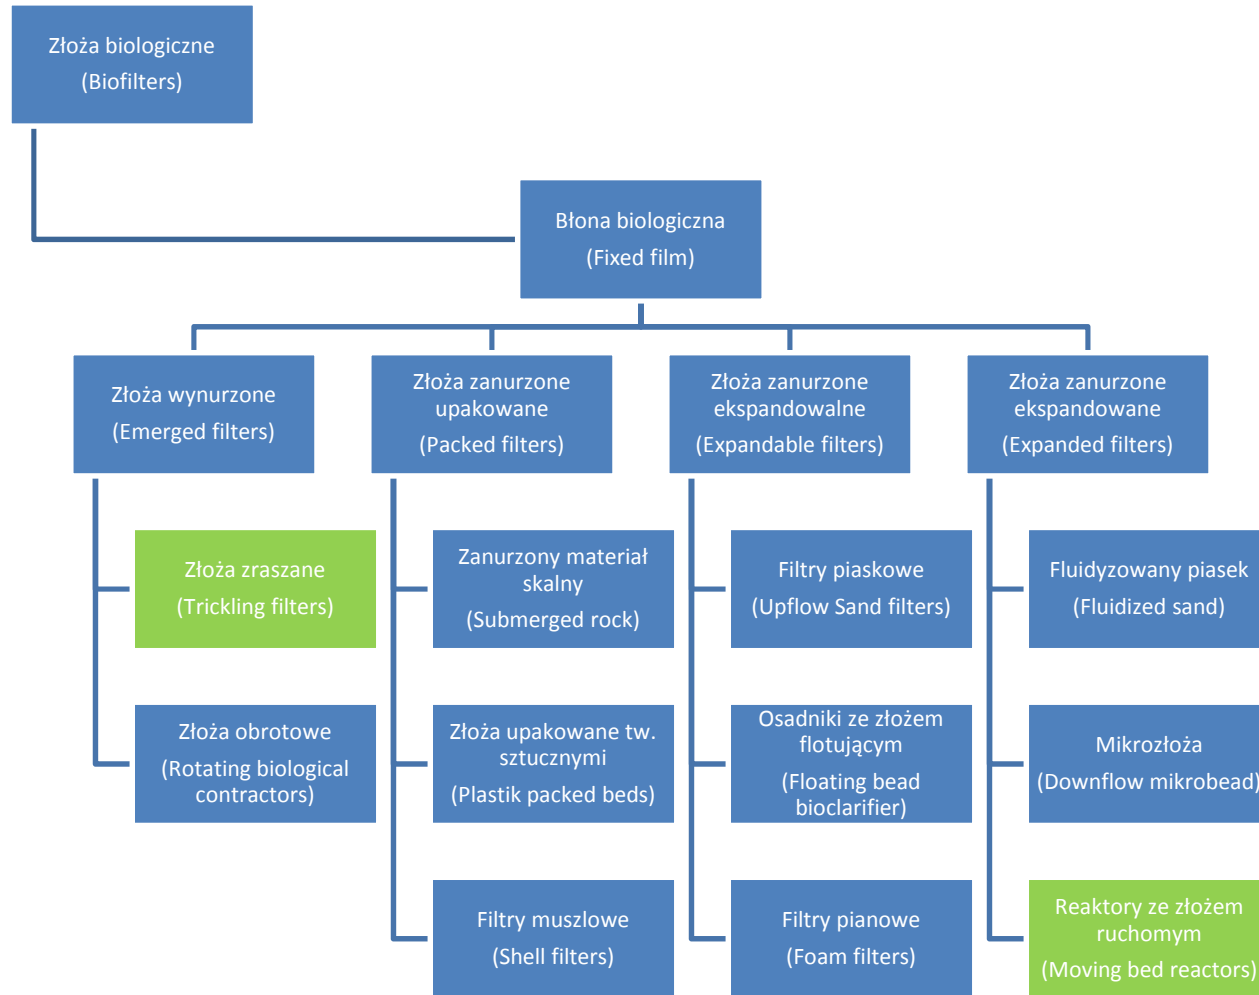 Złoża biologiczne
(Biofilters)
Błona biologiczna
(Fixed film)
Złoża wynurzone
(Emerged filters)
Złoża zanurzone
upakowane
(Packed filters)
Złoża zanurzone
ekspandowalne
(Expandable filters)
Złoża zanurzone
ekspandowane
(Expanded filters)
Złoża zraszane
(Trickling filters)
Zanurzony materiał
skalny
(Submerged rock)
Filtry piaskowe
(Upflow Sand filters)
Fluidyzowany piasek
(Fluidized sand)
Złoża obrotowe
(Rotating biological
contractors)
Złoża upakowane tw.
sztucznymi
(Plastik packed beds)
Osadniki ze złożem
flotującym
(Floating bead
bioclarifier)
Mikrozłoża
(Downflow mikrobead)
Filtry muszlowe
(Shell filters)
Filtry pianowe
(Foam filters)
Reaktory ze złożem
ruchomym
(Moving bed reactors)